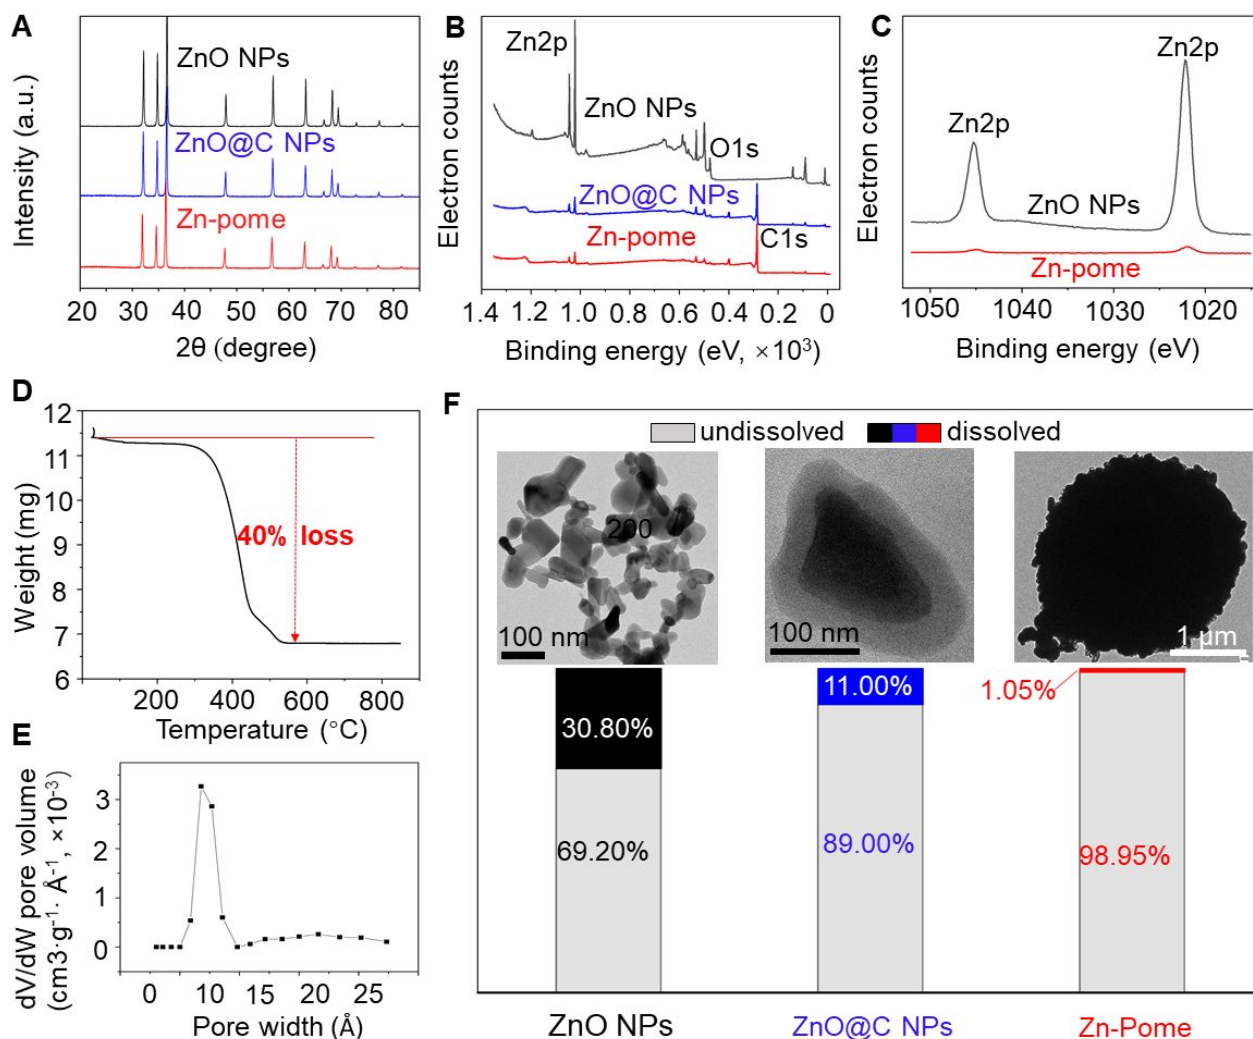 A
ZnO NPs
ZnO@C NPs
Zn-pome
Intensity (a.u.)
20 30 40 50 60 70 80
2θ (degree)
B
Zn2p
ZnO NPs
O1s
ZnO@C NPs
Zn-pome
C1s
Electron counts
1.4 1.2 1.0 0.8 0.6 0.4 0.2 0
Binding energy (eV, ×10³)
C
Zn2p
Zn2p
ZnO NPs
Zn-pome
Electron counts
1050 1040 1030 1020
Binding energy (eV)
D
12
11
10
9
8
7
6
Weight (mg)
40% loss
200 400 600 800
Temperature (°C)
E
dV/dW pore volume
(cm3·g⁻¹· Å⁻¹, ×10⁻³)
3
2
1
0
0 10 15 20 25
Pore width (Å)
F
undissolved dissolved
200
100 nm
100 nm
1 µm
30.80%
11.00%
1.05%
69.20%
89.00%
98.95%
ZnO NPs
ZnO@C NPs
Zn-Pome